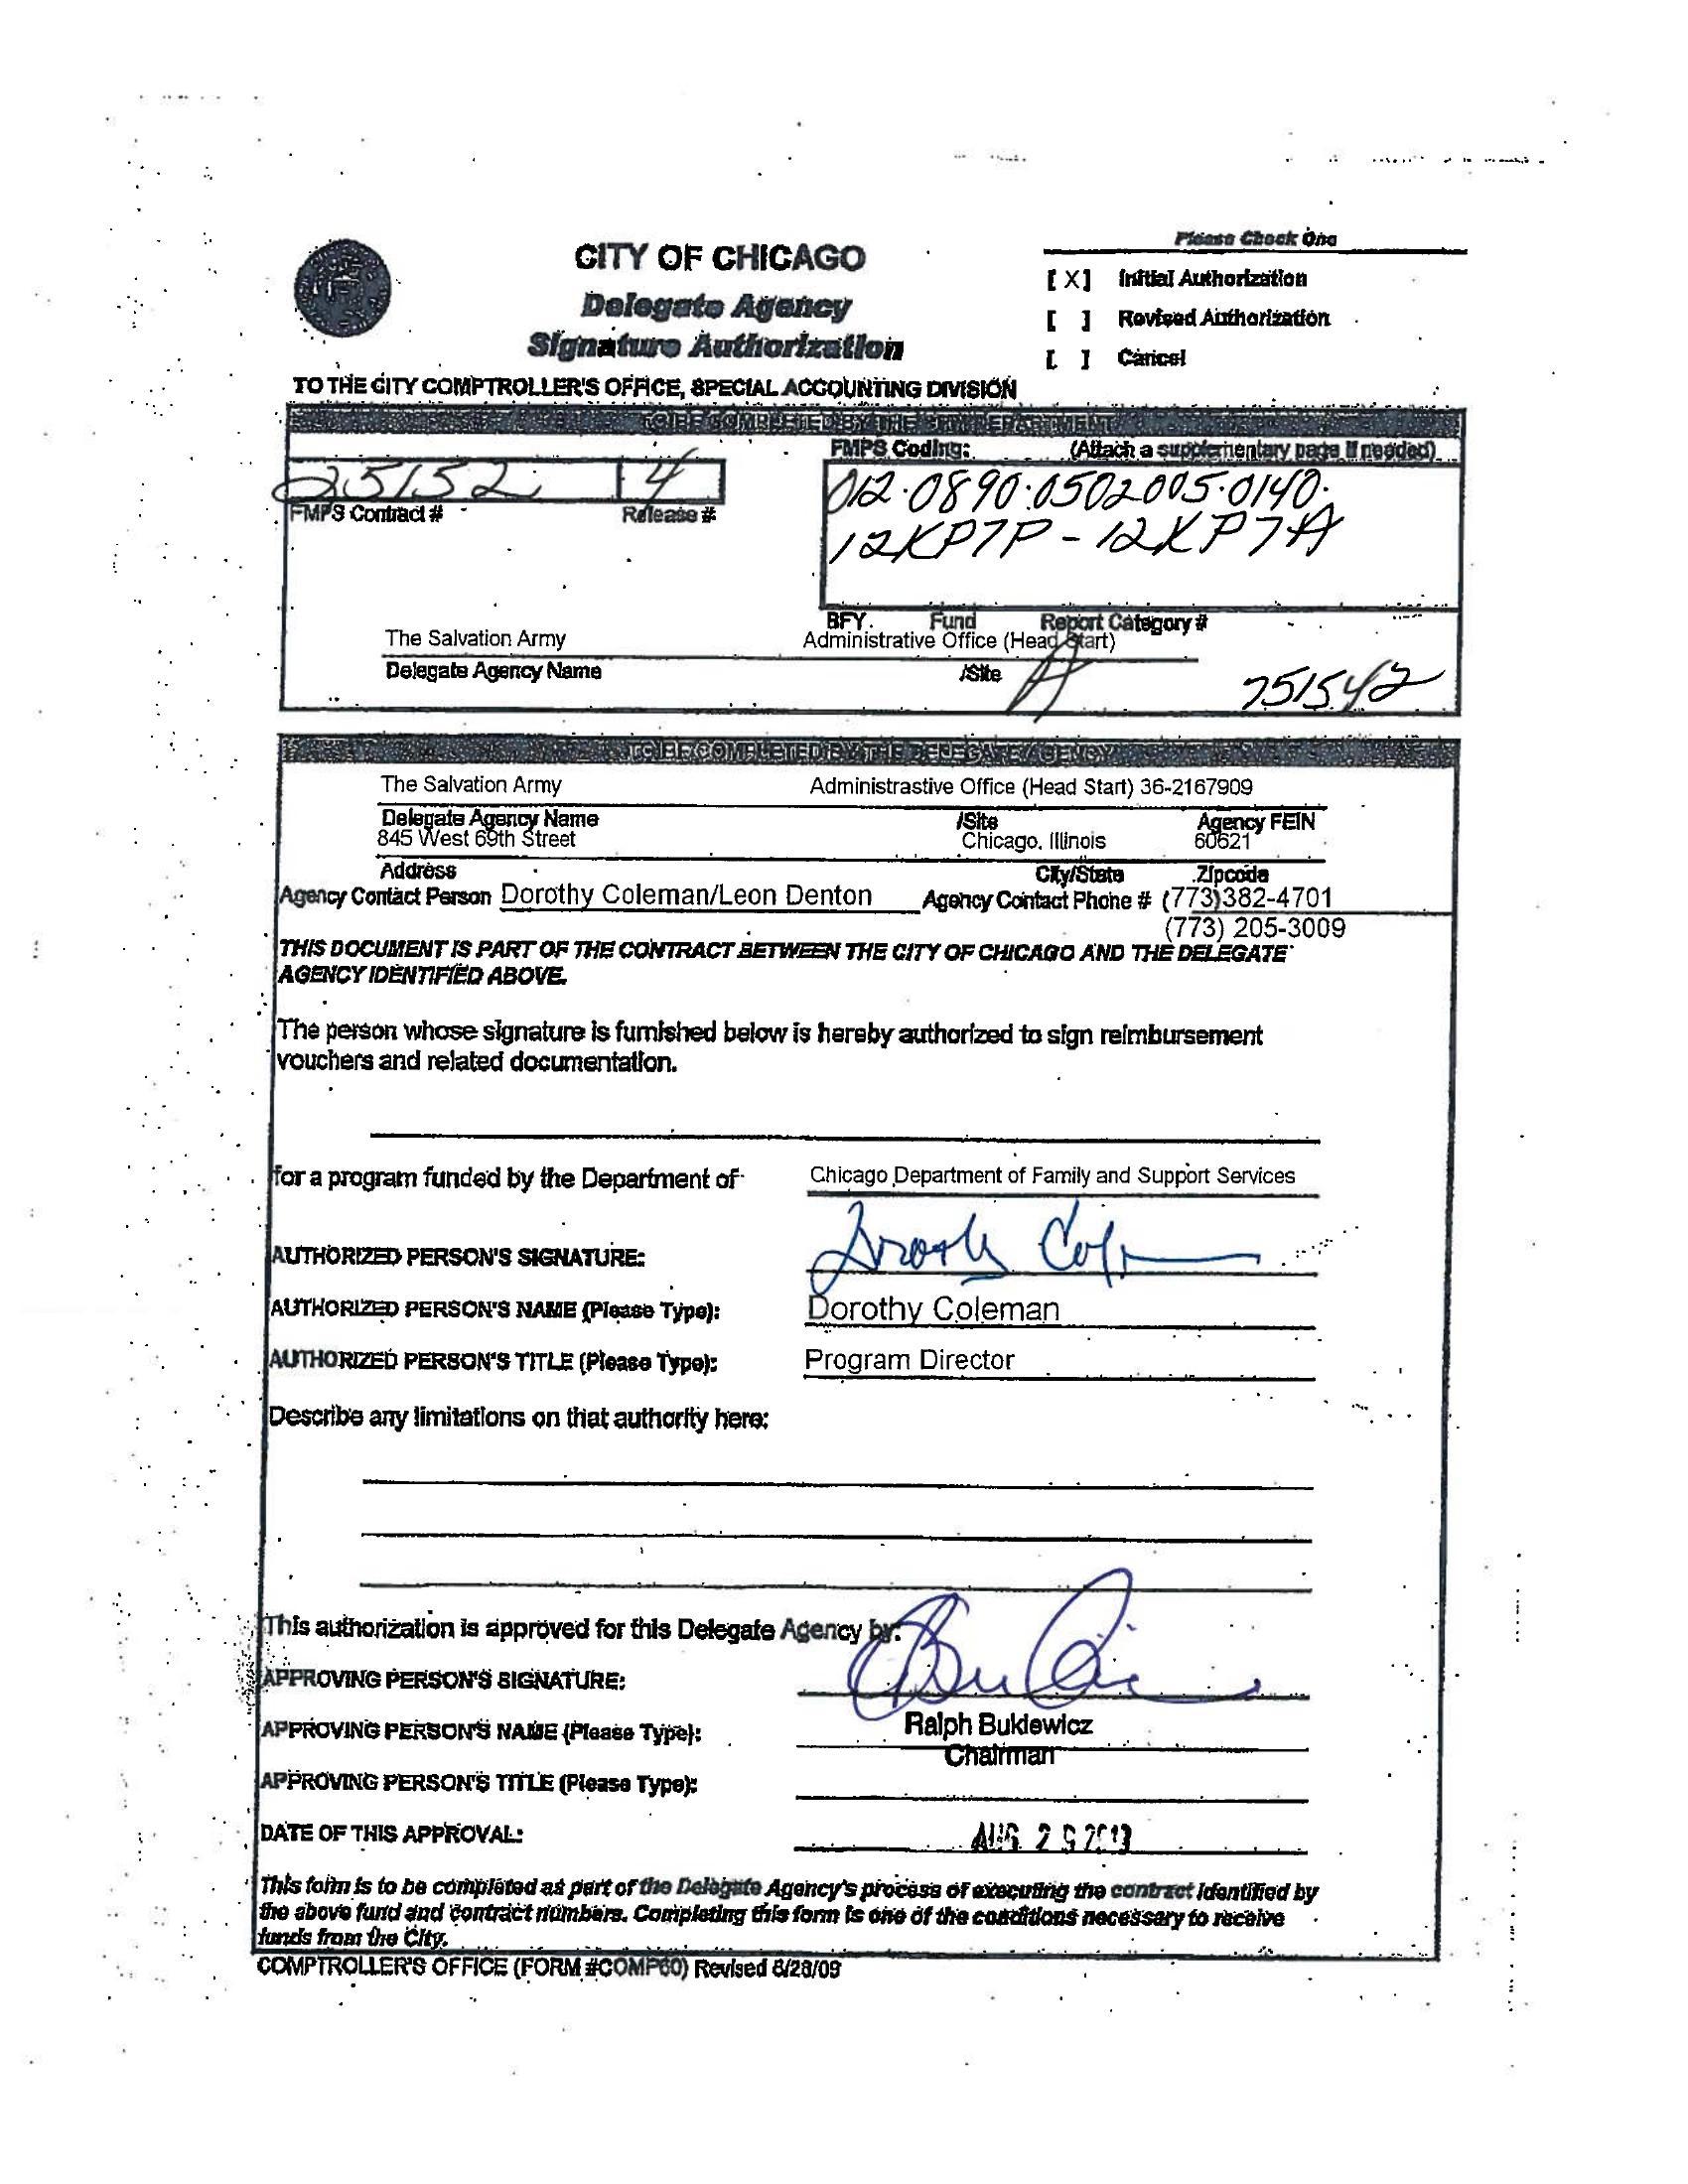 Please Check One
CITY OF CHICAGO
[ X ] Initial Authorization
Delegate Agency
[ ] Revised Authorization
Signature Authorization
[ ] Cancel
TO THE CITY COMPTROLLER'S OFFICE, SPECIAL ACCOUNTING DIVISION
TO BE COMPLETED BY THE CITY DEPARTMENT
FMPS Coding: (Attach a supplementary page if needed)
25152 4
012·0890·0502005·0140·
FMPS Contract # Release #
12KP7P - 12KP7A
BFY. Fund Report Category #
The Salvation Army Administrative Office (Head Start)
Delegate Agency Name /Site
751542
TO BE COMPLETED BY THE DELEGATE AGENCY
The Salvation Army Administrastive Office (Head Start) 36-2167909
Delegate Agency Name /Site Agency FEIN
845 West 69th Street Chicago, Illinois 60621
Address City/State Zipcode
Agency Contact Person Dorothy Coleman/Leon Denton Agency Contact Phone # (773)382-4701
(773) 205-3009
THIS DOCUMENT IS PART OF THE CONTRACT BETWEEN THE CITY OF CHICAGO AND THE DELEGATE
AGENCY IDENTIFIED ABOVE.
The person whose signature is furnished below is hereby authorized to sign reimbursement
vouchers and related documentation.
for a program funded by the Department of Chicago Department of Family and Support Services
AUTHORIZED PERSON'S SIGNATURE:
AUTHORIZED PERSON'S NAME (Please Type): Dorothy Coleman
AUTHORIZED PERSON'S TITLE (Please Type): Program Director
Describe any limitations on that authority here:
This authorization is approved for this Delegate Agency by:
APPROVING PERSON'S SIGNATURE:
APPROVING PERSON'S NAME (Please Type): Ralph Bukiewicz
Chairman
APPROVING PERSON'S TITLE (Please Type):
DATE OF THIS APPROVAL: AUG
This form is to be completed as part of the Delegate Agency's process of executing the contract identified by
the above fund and contract numbers. Completing this form is one of the conditions necessary to receive
funds from the City.
COMPTROLLER'S OFFICE (FORM #COMP60) Revised 8/28/09